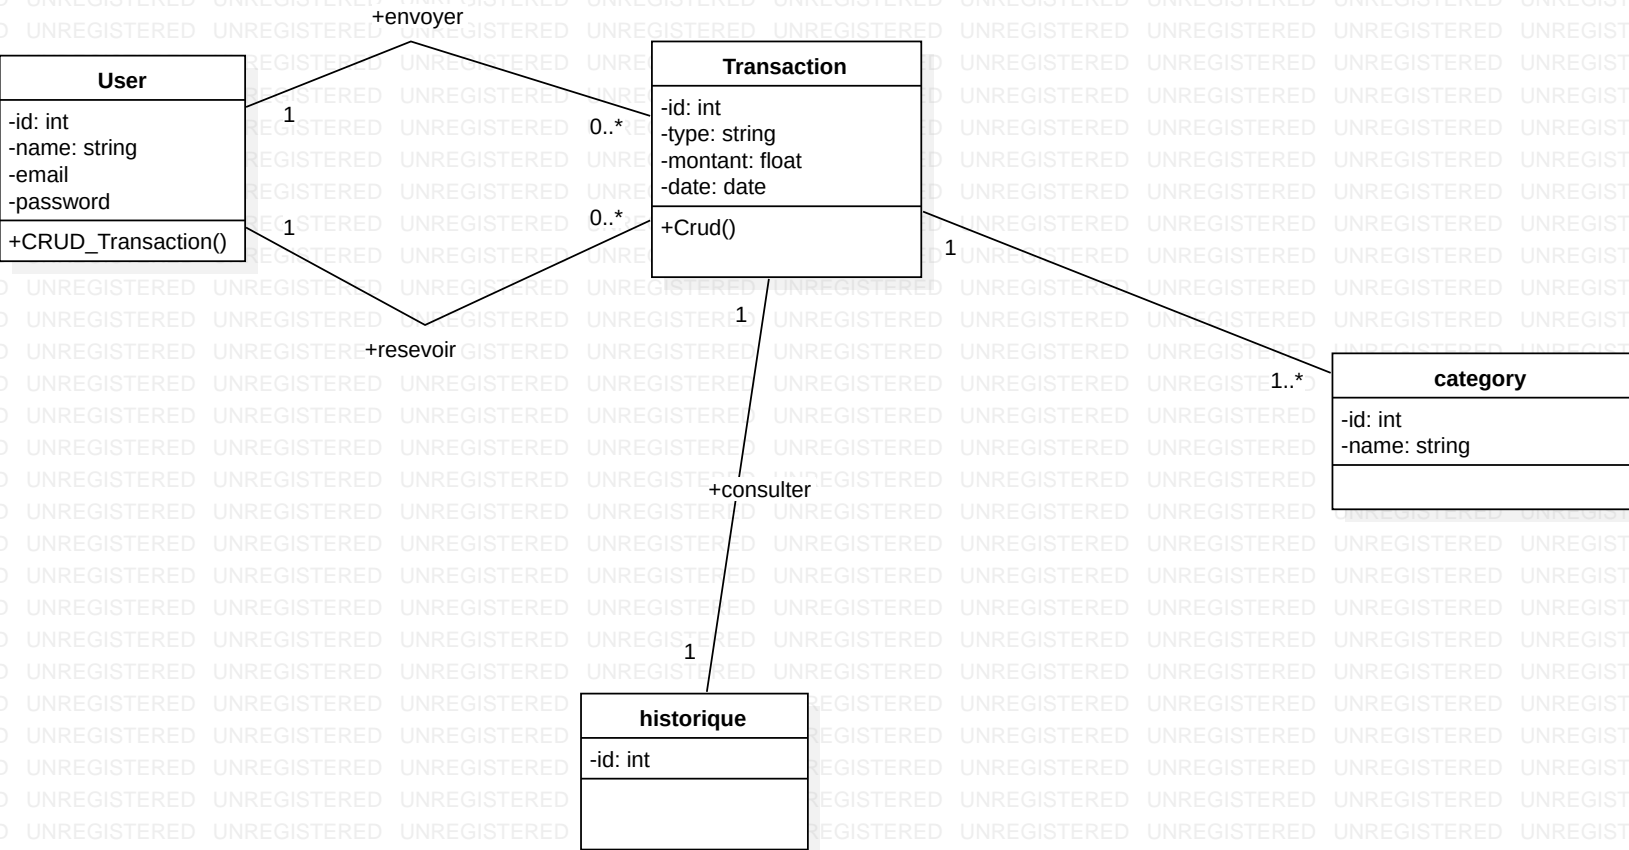 +envoyer
User
-id: int
-name: string
-email
-password
+CRUD_Transaction()
1
0..*
1
0..*
+resevoir
Transaction
-id: int
-type: string
-montant: float
-date: date
+Crud()
1
1..*
category
-id: int
-name: string
1
+consulter
1
historique
-id: int
UNREGISTERED